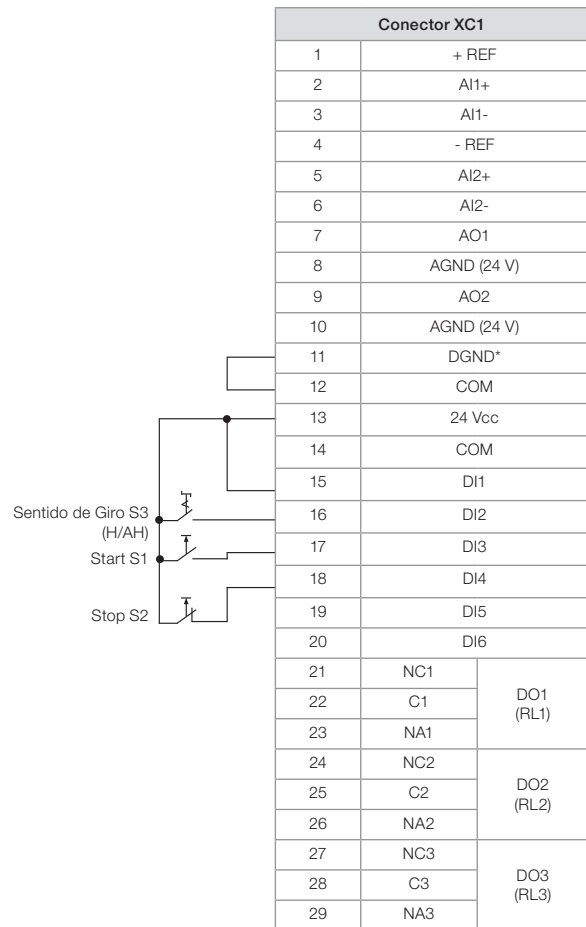 Conector XC1
1 + REF
2 AI1+
3 AI1-
4 - REF
5 AI2+
6 AI2-
7 AO1
8 AGND (24 V)
9 AO2
10 AGND (24 V)
11 DGND*
12 COM
13 24 Vcc
14 COM
15 DI1
Sentido de Giro S3
(H/AH)
16 DI2
Start S1
17 DI3
18 DI4
Stop S2
19 DI5
20 DI6
21 NC1
22 C1
23 NA1
DO1
(RL1)
24 NC2
25 C2
26 NA2
DO2
(RL2)
27 NC3
28 C3
29 NA3
DO3
(RL3)